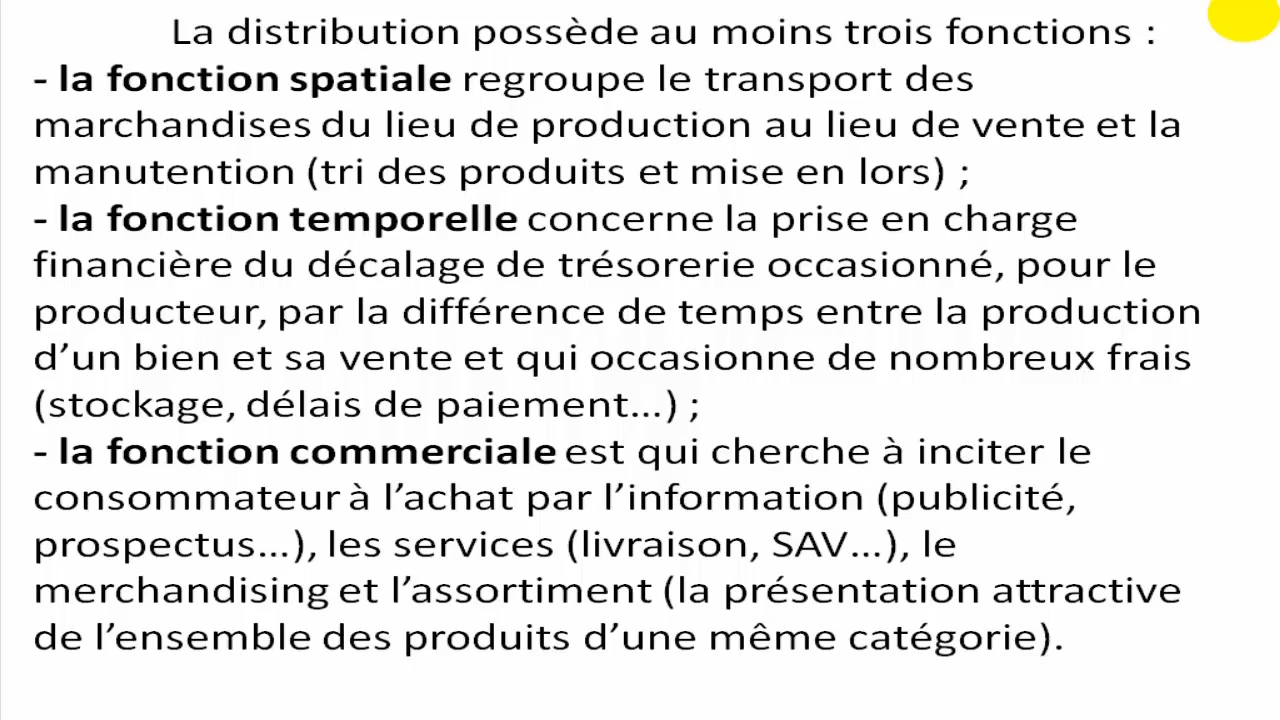 La distribution possède au moins trois fonctions :
- la fonction spatiale regroupe le transport des
marchandises du lieu de production au lieu de vente et la
manutention (tri des produits et mise en lors) ;
- la fonction temporelle concerne la prise en charge
financière du décalage de trésorerie occasionné, pour le
producteur, par la différence de temps entre la production
d’un bien et sa vente et qui occasionne de nombreux frais
(stockage, délais de paiement…) ;
- la fonction commerciale est qui cherche à inciter le
consommateur à l’achat par l’information (publicité,
prospectus…), les services (livraison, SAV…), le
merchandising et l’assortiment (la présentation attractive
de l’ensemble des produits d’une même catégorie).